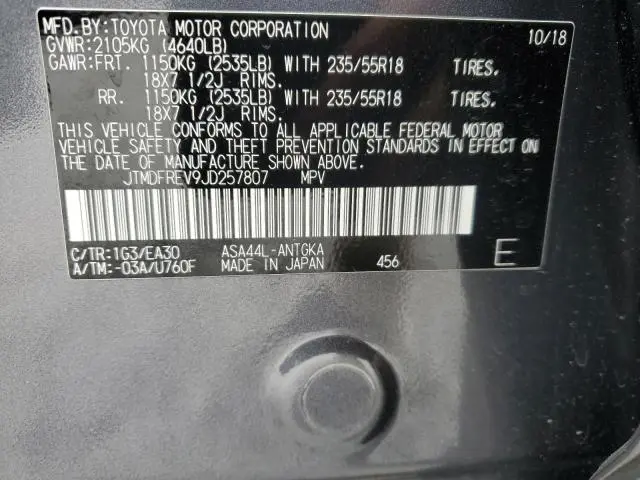 MFD.BY:TOYOTA MOTOR CORPORATION 10/18
GVWR:2105KG (4640LB)
GAWR:FRT. 1150KG (2535LB) WITH 235/55R18 TIRES.
18X7 1/2J RIMS.
RR. 1150KG (2535LB) WITH 235/55R18 TIRES.
18X7 1/2J RIMS.
THIS VEHICLE CONFORMS TO ALL APPLICABLE FEDERAL MOTOR
VEHICLE SAFETY AND THEFT PREVENTION STANDARDS IN EFFECT
ON THE DATE OF MANUFACTURE SHOWN ABOVE.
JTMDFREV9JD257807 MPV
C/TR:1G3/EA30 ASA44L-ANTGKA
A/TM:-03A/U760F MADE IN JAPAN 456 E